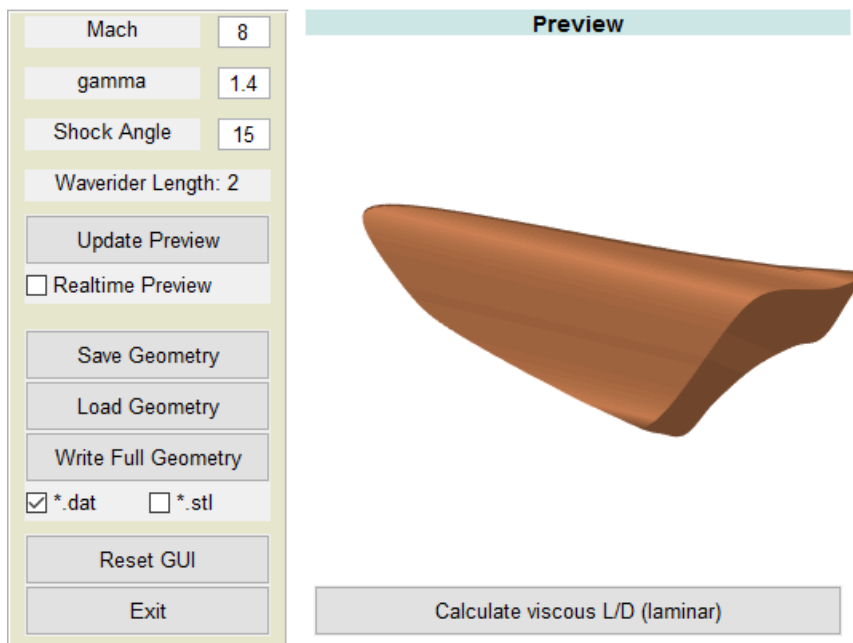 Mach 8
gamma 1.4
Shock Angle 15
Waverider Length: 2
Update Preview
Realtime Preview
Save Geometry
Load Geometry
Write Full Geometry
*.dat *.stl
Reset GUI
Exit
Preview
Calculate viscous L/D (laminar)